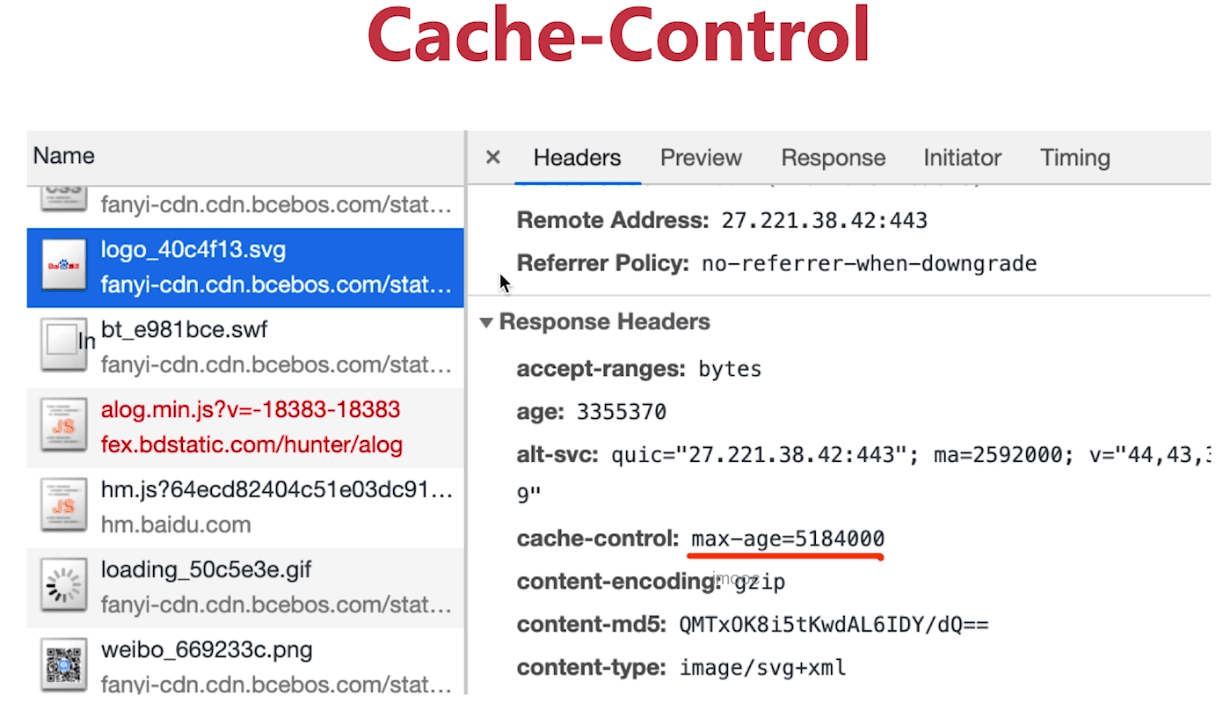 Cache-Control
Name
fanyi-cdn.cdn.bcebos.com/stat...
logo_40c4f13.svg
fanyi-cdn.cdn.bcebos.com/stat...
bt_e981bce.swf
fanyi-cdn.cdn.bcebos.com/stat...
alog.min.js?v=-18383-18383
fex.bdstatic.com/hunter/alog
hm.js?64ecd82404c51e03dc91...
hm.baidu.com
loading_50c5e3e.gif
fanyi-cdn.cdn.bcebos.com/stat...
weibo_669233c.png
fanyi-cdn.cdn.bcebos.com/stat...
× Headers Preview Response Initiator Timing
Remote Address: 27.221.38.42:443
Referrer Policy: no-referrer-when-downgrade
▼ Response Headers
accept-ranges: bytes
age: 3355370
alt-svc: quic="27.221.38.42:443"; ma=2592000; v="44,43,3
9"
cache-control: max-age=5184000
content-encoding: gzip
imooc
content-md5: QMTxOK8i5tKwdAL6IDY/dQ==
content-type: image/svg+xml